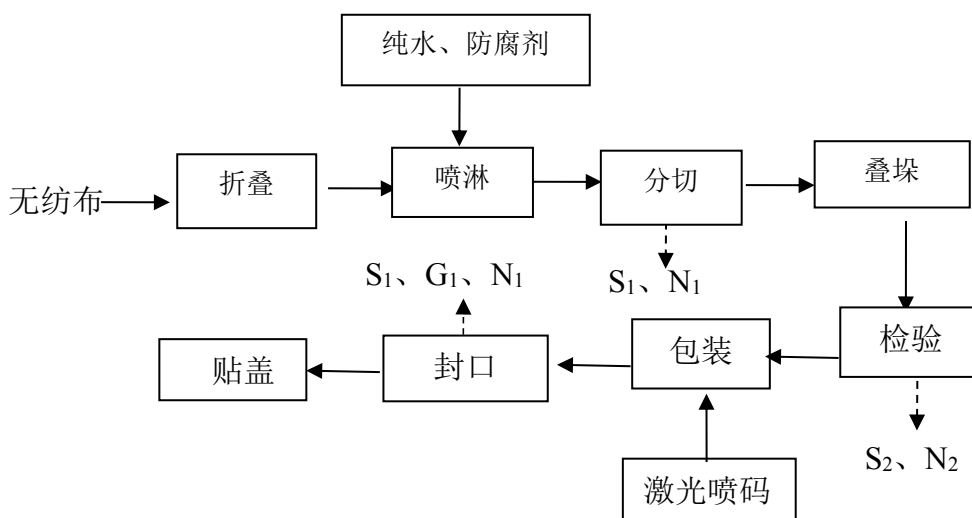 纯水、防腐剂
无纺布
折叠
喷淋
分切
叠垛
S₁、G₁、N₁
S₁、N₁
贴盖
封口
包装
检验
S₂、N₂
激光喷码